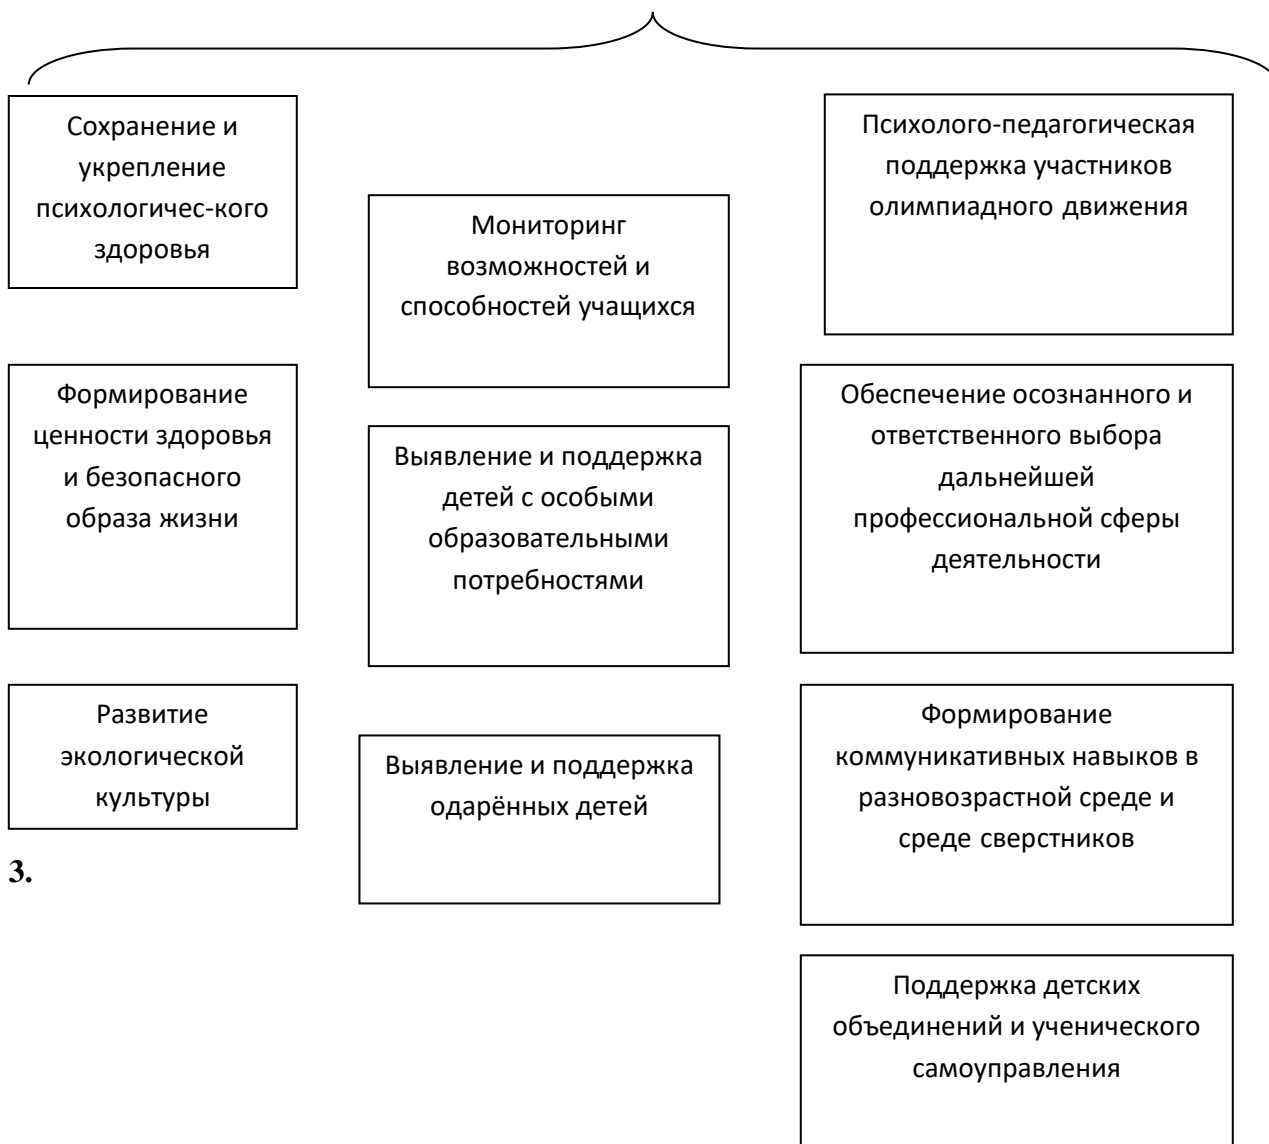 Сохранение и
укрепление
психологичес-кого
здоровья
Формирование
ценности здоровья
и безопасного
образа жизни
Развитие
экологической
культуры
3.
Мониторинг
возможностей и
способностей учащихся
Выявление и поддержка
детей с особыми
образовательными
потребностями
Выявление и поддержка
одарённых детей
Психолого-педагогическая
поддержка участников
олимпиадного движения
Обеспечение осознанного и
ответственного выбора
дальнейшей
профессиональной сферы
деятельности
Формирование
коммуникативных навыков в
разновозрастной среде и
среде сверстников
Поддержка детских
объединений и ученического
самоуправления